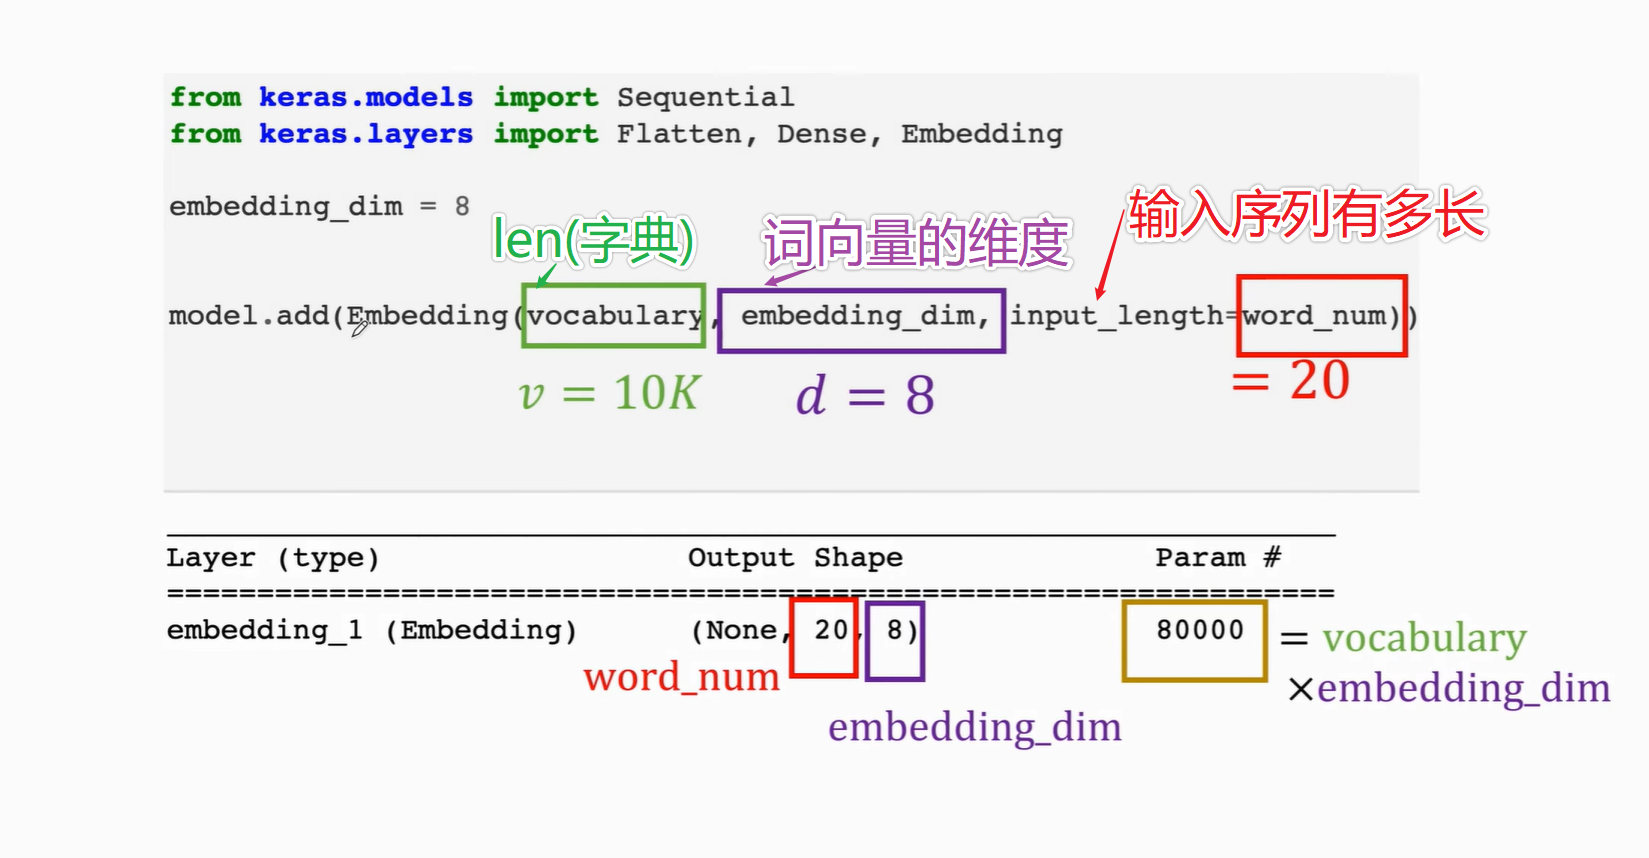 from keras.models import Sequential
from keras.layers import Flatten, Dense, Embedding
embedding_dim = 8
len(字典)
词向量的维度
输入序列有多长
model.add(Embedding(vocabulary, embedding_dim, input_length=word_num))
v = 10K
d = 8
= 20
Layer (type) Output Shape Param #
=================================================================
embedding_1 (Embedding) (None, 20, 8) 80000
= vocabulary
×embedding_dim
word_num
embedding_dim